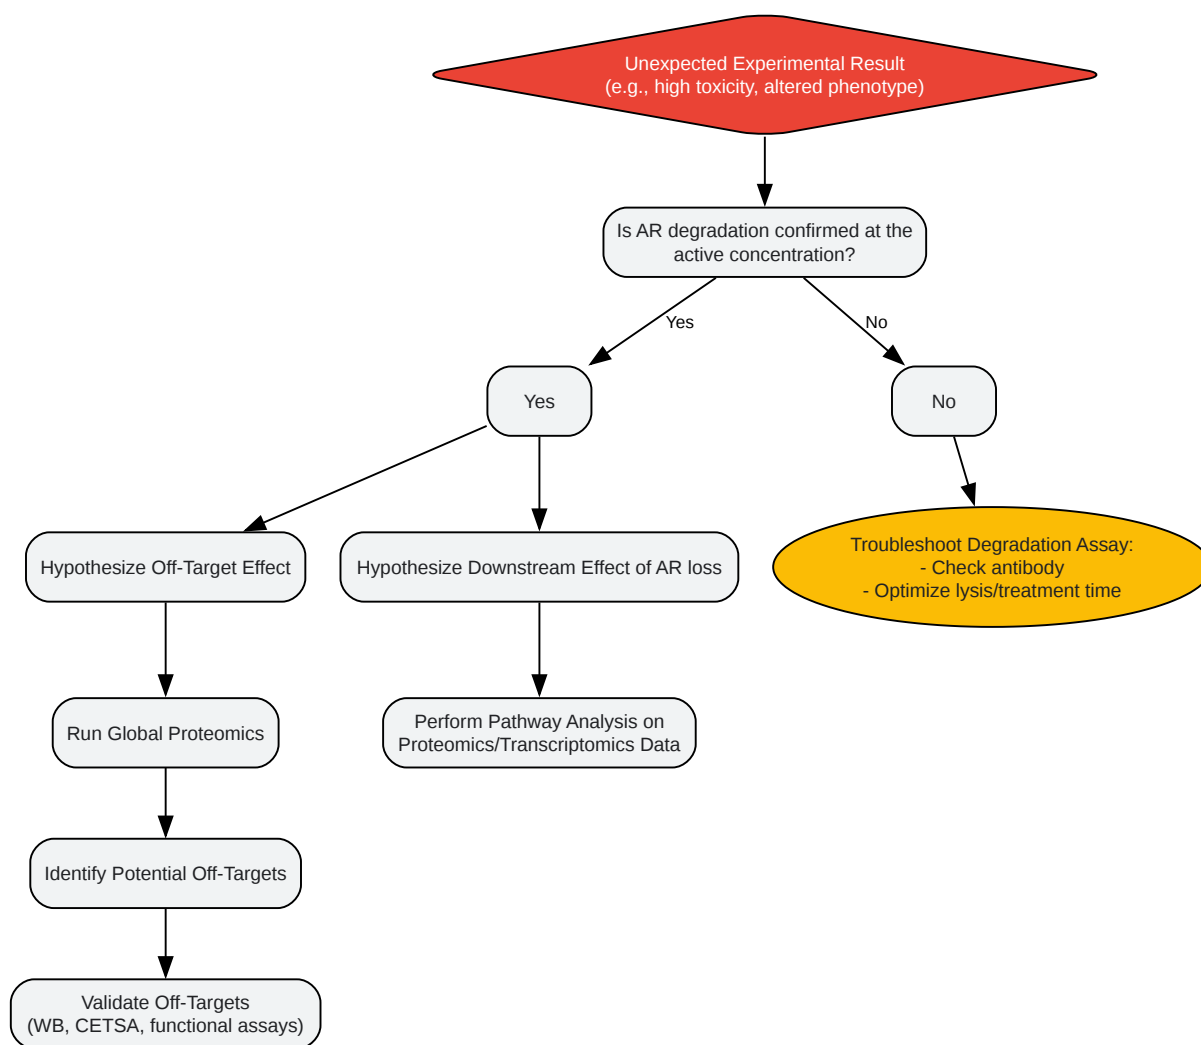 Unexpected Experimental Result
(e.g., high toxicity, altered phenotype)
Is AR degradation confirmed at the
active concentration?
Yes
No
Yes
No
Hypothesize Off-Target Effect
Hypothesize Downstream Effect of AR loss
Troubleshoot Degradation Assay:
- Check antibody
- Optimize lysis/treatment time
Run Global Proteomics
Perform Pathway Analysis on
Proteomics/Transcriptomics Data
Identify Potential Off-Targets
Validate Off-Targets
(WB, CETSA, functional assays)